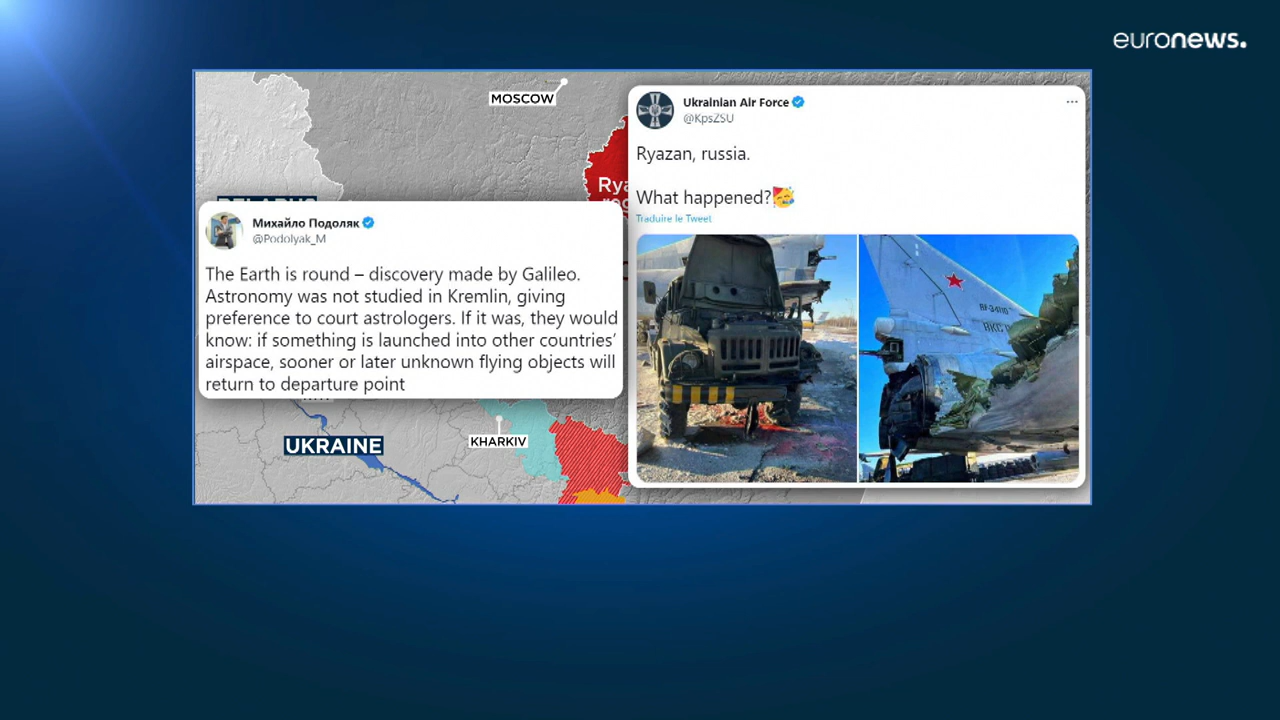 euronews.
MOSCOW
Ukrainian Air Force
@KpsZSU
Ryazan, russia.
What happened?🥳
Traduire le Tweet
Rya
BELARUS
Михайло Подоляк
@Podolyak_M
The Earth is round – discovery made by Galileo.
Astronomy was not studied in Kremlin, giving
preference to court astrologers. If it was, they would
know: if something is launched into other countries'
airspace, sooner or later unknown flying objects will
return to departure point
UKRAINE
KHARKIV